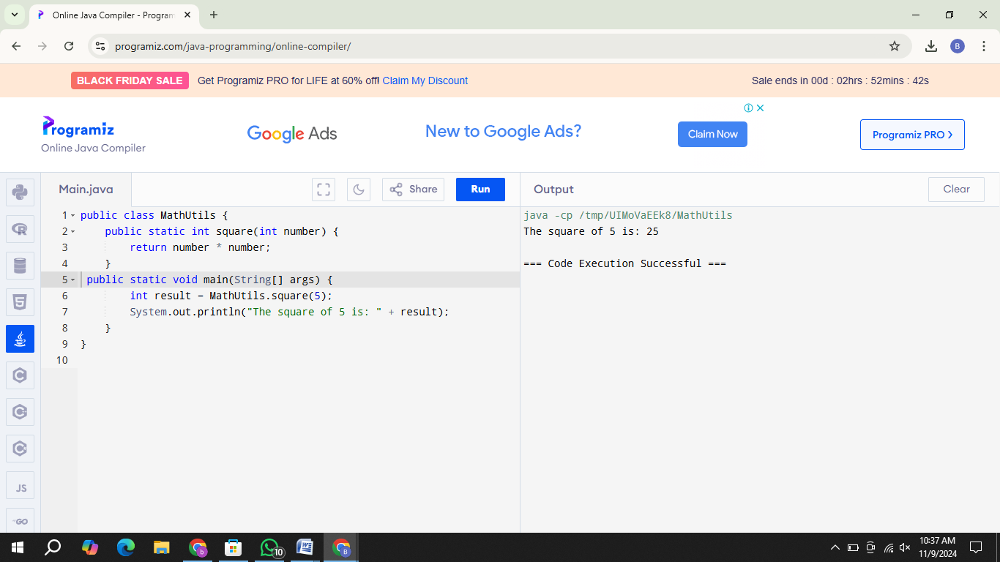 Online Java Compiler - Program
programiz.com/java-programming/online-compiler/
B
BLACK FRIDAY SALE Get Programiz PRO for LIFE at 60% off! Claim My Discount Sale ends in 00d : 02hrs : 52mins : 42s
Programiz
Online Java Compiler
Google Ads
New to Google Ads?
Claim Now
Programiz PRO
Main.java
Share
Run
Output
Clear
1 public class MathUtils {
2     public static int square(int number) {
3         return number * number;
4     }
5  public static void main(String[] args) {
6         int result = MathUtils.square(5);
7         System.out.println("The square of 5 is: " + result);
8     }
9 }
10
java -cp /tmp/UIMoVaEEk8/MathUtils
The square of 5 is: 25
=== Code Execution Successful ===
R
5
C
C
C
JS
GO
b
10
W
B
10:37 AM
11/9/2024